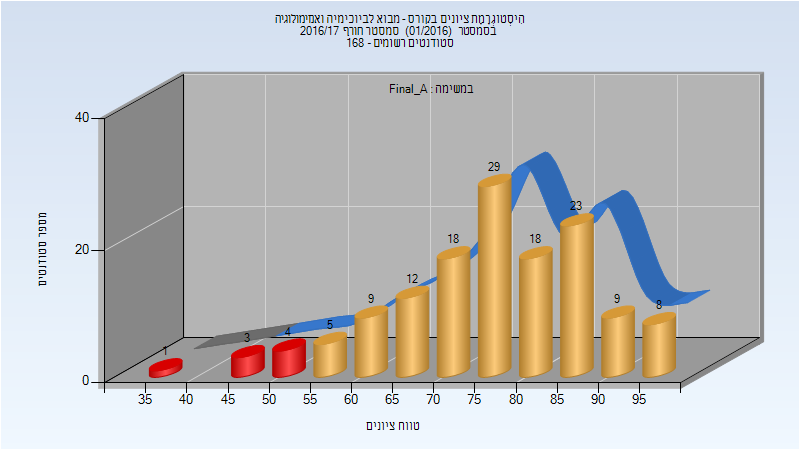 היסטוגרמת ציונים בקורס - מבוא לביוכימיה ואמימולוגיה
בסמסטר (01/2016) סמסטר חורף 2016/17
סטודנטים רשומים - 168
במשימה : Final_A
מספר סטודנטים
40
20
0
1
3
4
5
9
12
18
29
18
23
9
8
35 40 45 50 55 60 65 70 75 80 85 90 95
טווח ציונים